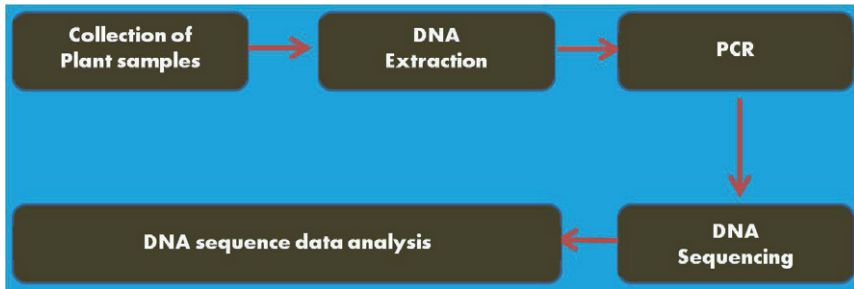 Collection of
Plant samples
DNA
Extraction
PCR
DNA
Sequencing
DNA sequence data analysis